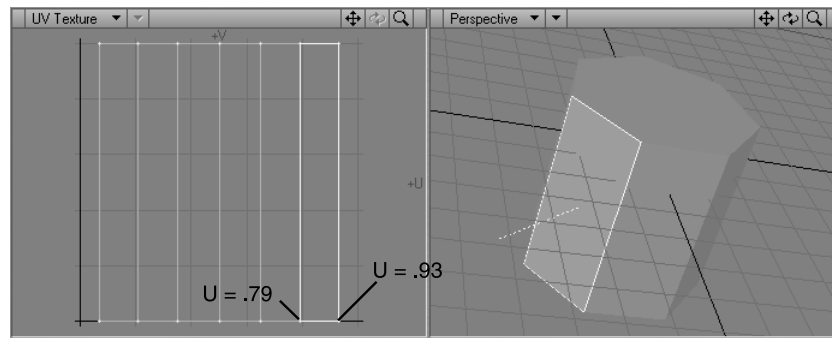 UV Texture
Perspective
+V
+U
U = .79
U = .93